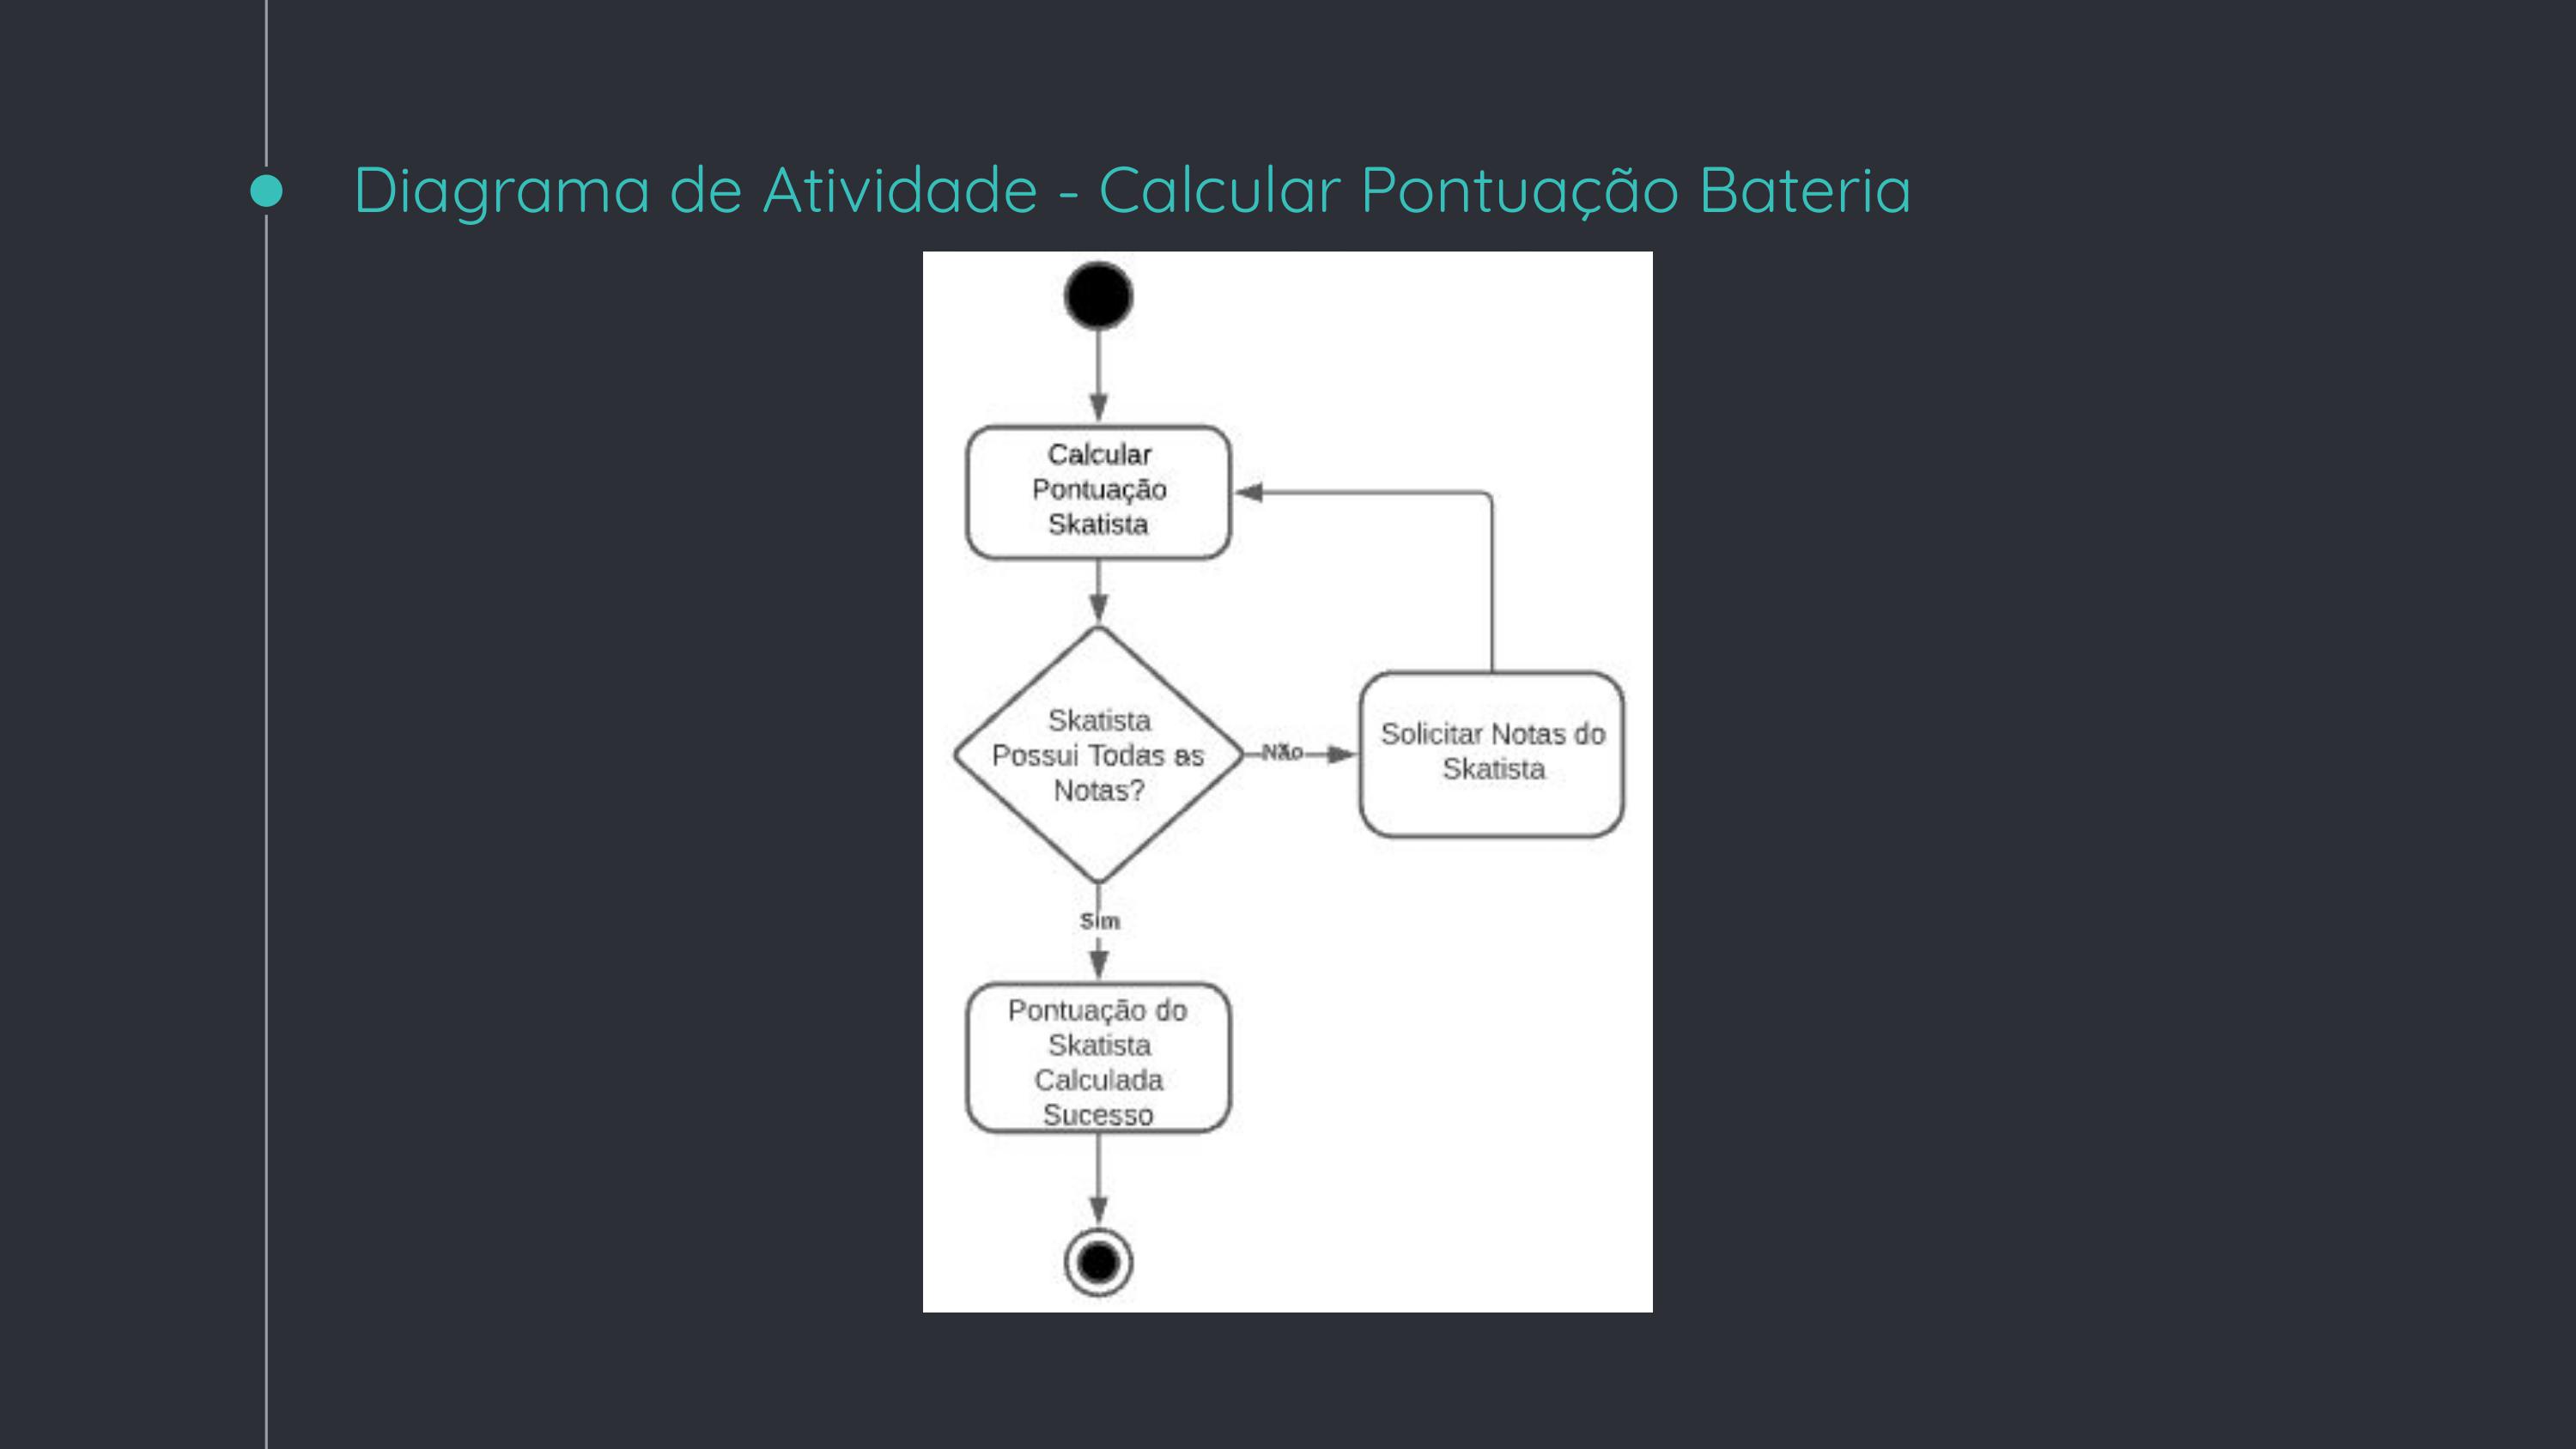 Diagrama de Atividade - Calcular Pontuação Bateria
Calcular
Pontuação
Skatista
Skatista
Possui Todas as
Notas?
Não
Solicitar Notas do
Skatista
Sim
Pontuação do
Skatista
Calculada
Sucesso